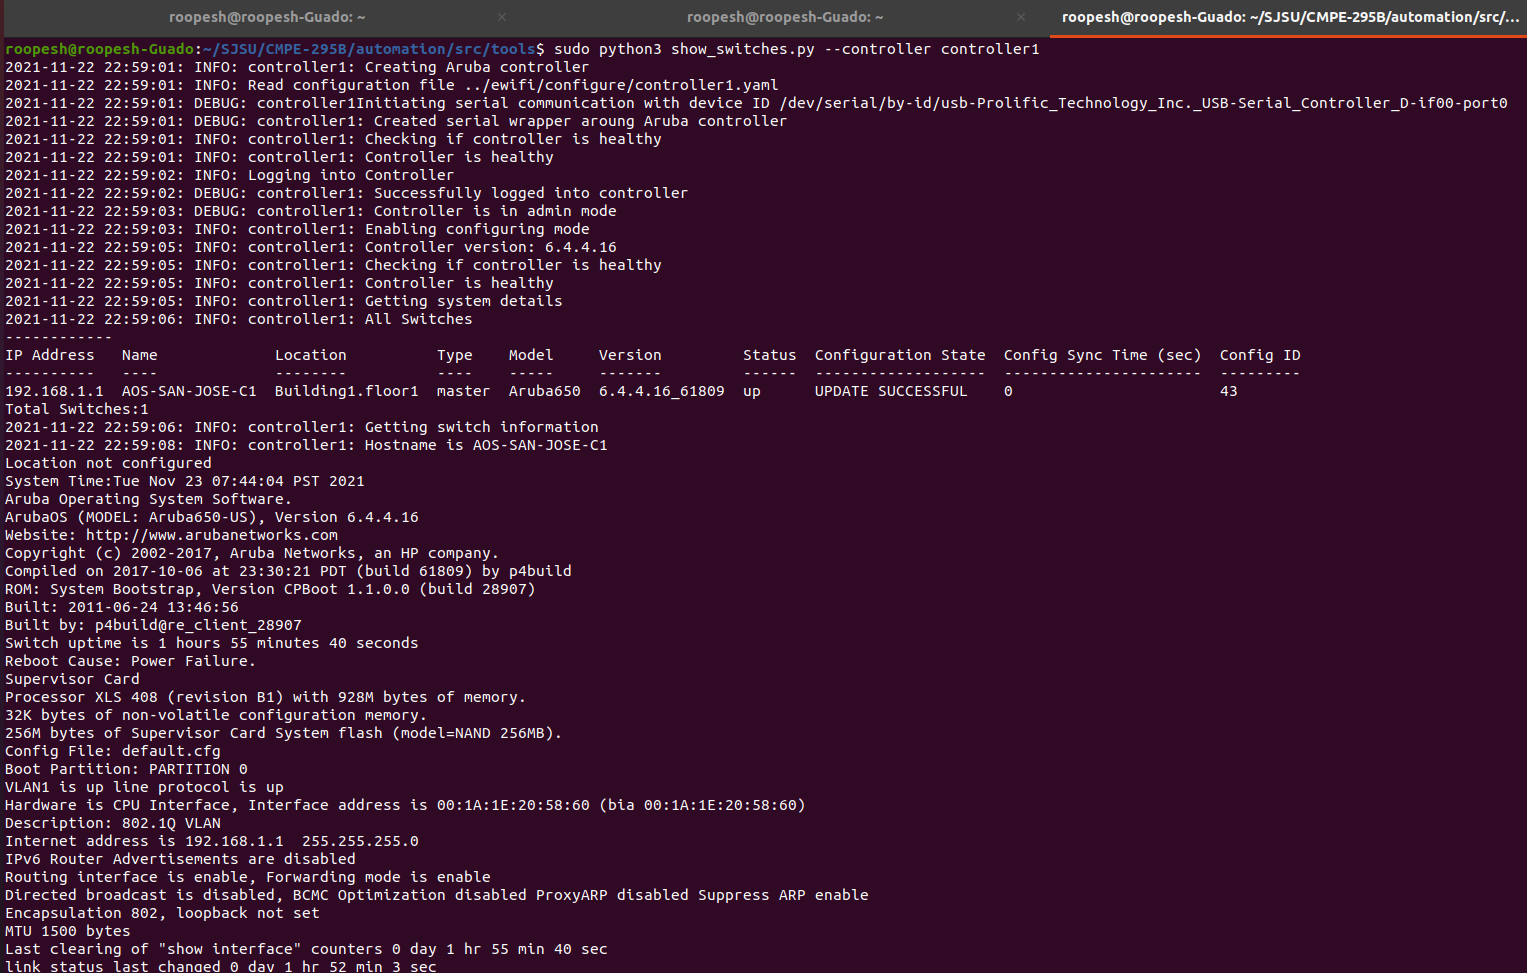 roopesh@roopesh-Guado: ~ × roopesh@roopesh-Guado: ~ × roopesh@roopesh-Guado: ~/SJSU/CMPE-295B/automation/src/...
roopesh@roopesh-Guado:~/SJSU/CMPE-295B/automation/src/tools$ sudo python3 show_switches.py --controller controller1
2021-11-22 22:59:01: INFO: controller1: Creating Aruba controller
2021-11-22 22:59:01: INFO: Read configuration file ../ewifi/configure/controller1.yaml
2021-11-22 22:59:01: DEBUG: controller1Initiating serial communication with device ID /dev/serial/by-id/usb-Prolific_Technology_Inc._USB-Serial_Controller_D-if00-port0
2021-11-22 22:59:01: DEBUG: controller1: Created serial wrapper aroung Aruba controller
2021-11-22 22:59:01: INFO: controller1: Checking if controller is healthy
2021-11-22 22:59:01: INFO: controller1: Controller is healthy
2021-11-22 22:59:02: INFO: Logging into Controller
2021-11-22 22:59:02: DEBUG: controller1: Successfully logged into controller
2021-11-22 22:59:03: DEBUG: controller1: Controller is in admin mode
2021-11-22 22:59:03: INFO: controller1: Enabling configuring mode
2021-11-22 22:59:05: INFO: controller1: Controller version: 6.4.4.16
2021-11-22 22:59:05: INFO: controller1: Checking if controller is healthy
2021-11-22 22:59:05: INFO: controller1: Controller is healthy
2021-11-22 22:59:05: INFO: controller1: Getting system details
2021-11-22 22:59:06: INFO: controller1: All Switches
------------
IP Address   Name             Location          Type    Model     Version         Status  Configuration State  Config Sync Time (sec)  Config ID
----------   ----             --------          ----    -----     -------         ------  -------------------  ----------------------  ---------
192.168.1.1  AOS-SAN-JOSE-C1  Building1.floor1  master  Aruba650  6.4.4.16_61809  up      UPDATE SUCCESSFUL    0                       43
Total Switches:1
2021-11-22 22:59:06: INFO: controller1: Getting switch information
2021-11-22 22:59:08: INFO: controller1: Hostname is AOS-SAN-JOSE-C1
Location not configured
System Time:Tue Nov 23 07:44:04 PST 2021
Aruba Operating System Software.
ArubaOS (MODEL: Aruba650-US), Version 6.4.4.16
Website: http://www.arubanetworks.com
Copyright (c) 2002-2017, Aruba Networks, an HP company.
Compiled on 2017-10-06 at 23:30:21 PDT (build 61809) by p4build
ROM: System Bootstrap, Version CPBoot 1.1.0.0 (build 28907)
Built: 2011-06-24 13:46:56
Built by: p4build@re_client_28907
Switch uptime is 1 hours 55 minutes 40 seconds
Reboot Cause: Power Failure.
Supervisor Card
Processor XLS 408 (revision B1) with 928M bytes of memory.
32K bytes of non-volatile configuration memory.
256M bytes of Supervisor Card System flash (model=NAND 256MB).
Config File: default.cfg
Boot Partition: PARTITION 0
VLAN1 is up line protocol is up
Hardware is CPU Interface, Interface address is 00:1A:1E:20:58:60 (bia 00:1A:1E:20:58:60)
Description: 802.1Q VLAN
Internet address is 192.168.1.1  255.255.255.0
IPv6 Router Advertisements are disabled
Routing interface is enable, Forwarding mode is enable
Directed broadcast is disabled, BCMC Optimization disabled ProxyARP disabled Suppress ARP enable
Encapsulation 802, loopback not set
MTU 1500 bytes
Last clearing of "show interface" counters 0 day 1 hr 55 min 40 sec
link status last changed 0 day 1 hr 52 min 3 sec